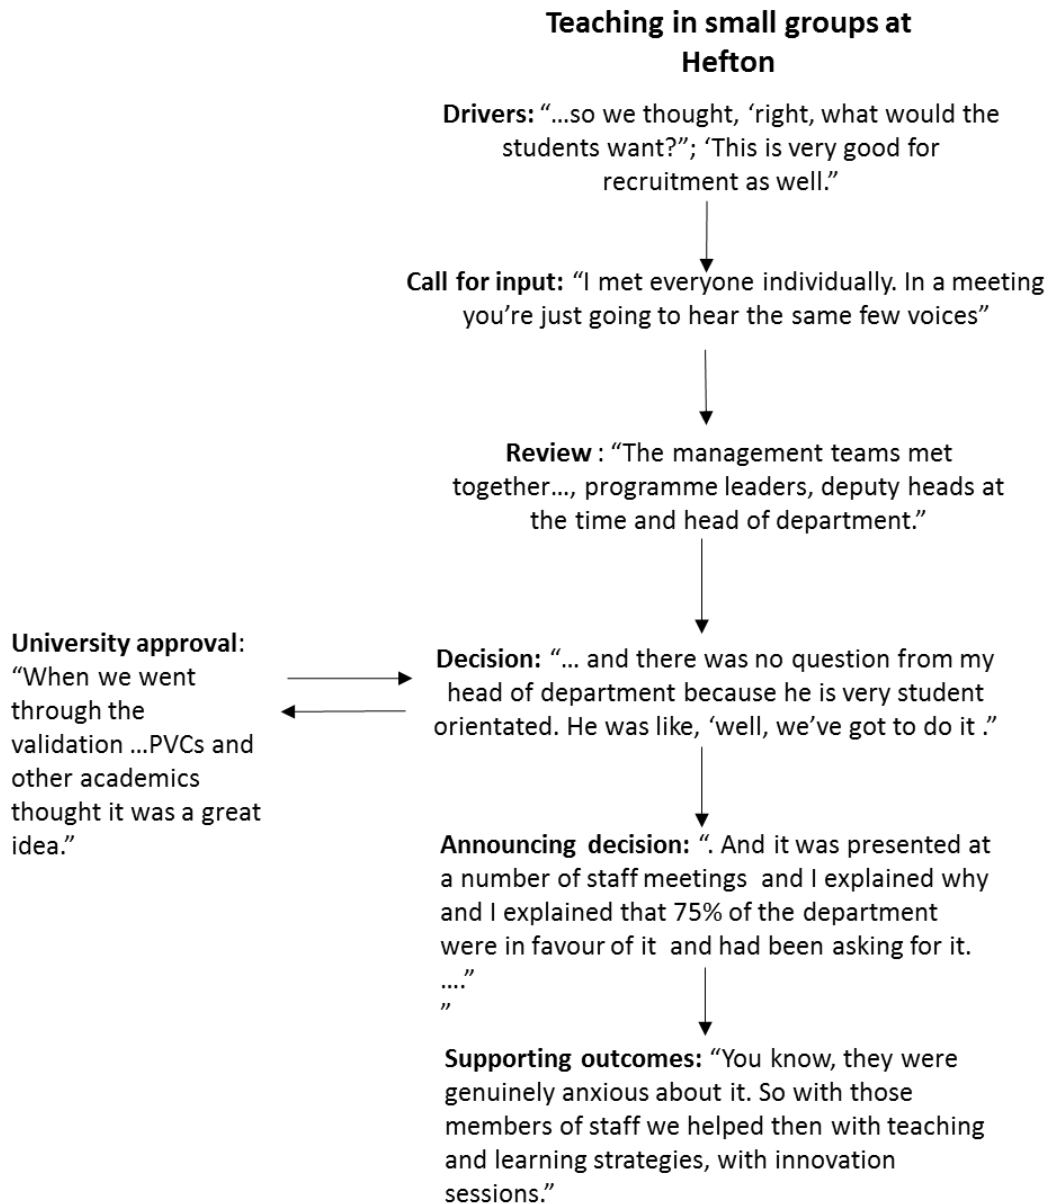 Teaching in small groups at
Hefton
Drivers: “…so we thought, ‘right, what would the
students want?”; ‘This is very good for
recruitment as well.”
Call for input: “I met everyone individually. In a meeting
you’re just going to hear the same few voices”
Review : “The management teams met
together…, programme leaders, deputy heads at
the time and head of department.”
University approval:
“When we went
through the
validation …PVCs and
other academics
thought it was a great
idea.”
Decision: “… and there was no question from my
head of department because he is very student
orientated. He was like, ‘well, we’ve got to do it .”
Announcing decision: “. And it was presented at
a number of staff meetings  and I explained why
and I explained that 75% of the department
were in favour of it  and had been asking for it.
….”
”
Supporting outcomes: “You know, they were
genuinely anxious about it. So with those
members of staff we helped then with teaching
and learning strategies, with innovation
sessions.”